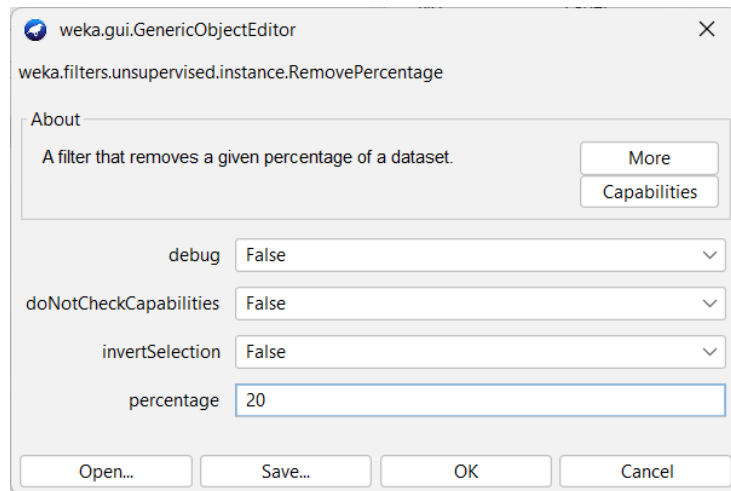 weka.gui.GenericObjectEditor
weka.filters.unsupervised.instance.RemovePercentage
About
A filter that removes a given percentage of a dataset.
More
Capabilities
debug False
doNotCheckCapabilities False
invertSelection False
percentage 20
Open... Save... OK Cancel